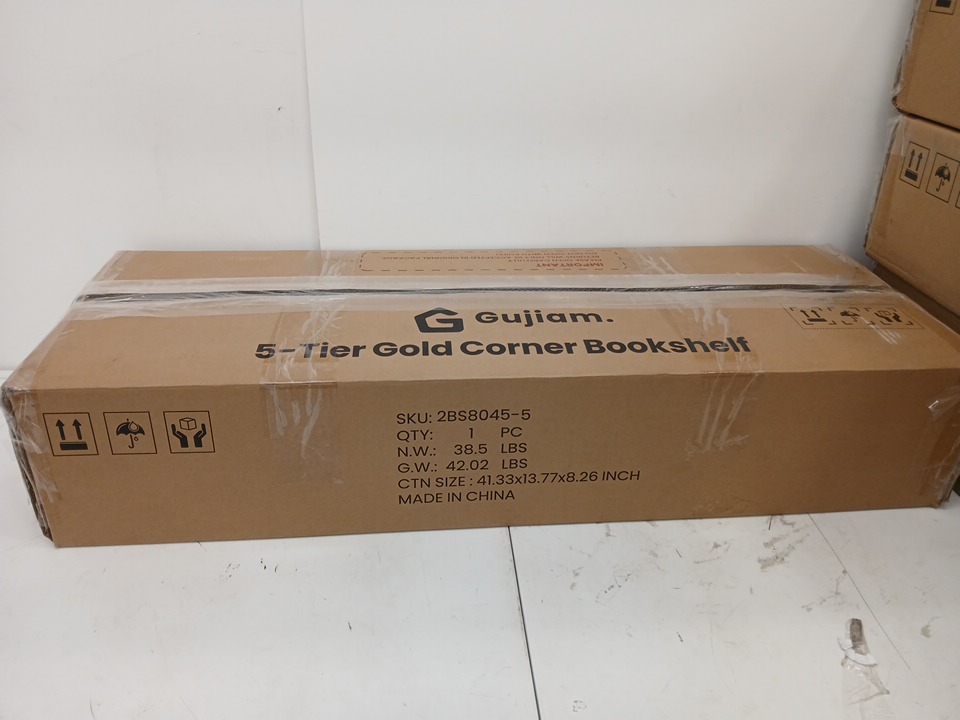 IMPORTANT
Gujiam.
5-Tier Gold Corner Bookshelf
SKU: 2BS8045-5
QTY: 1 PC
N.W.: 38.5 LBS
G.W.: 42.02 LBS
CTN SIZE : 41.33x13.77x8.26 INCH
MADE IN CHINA